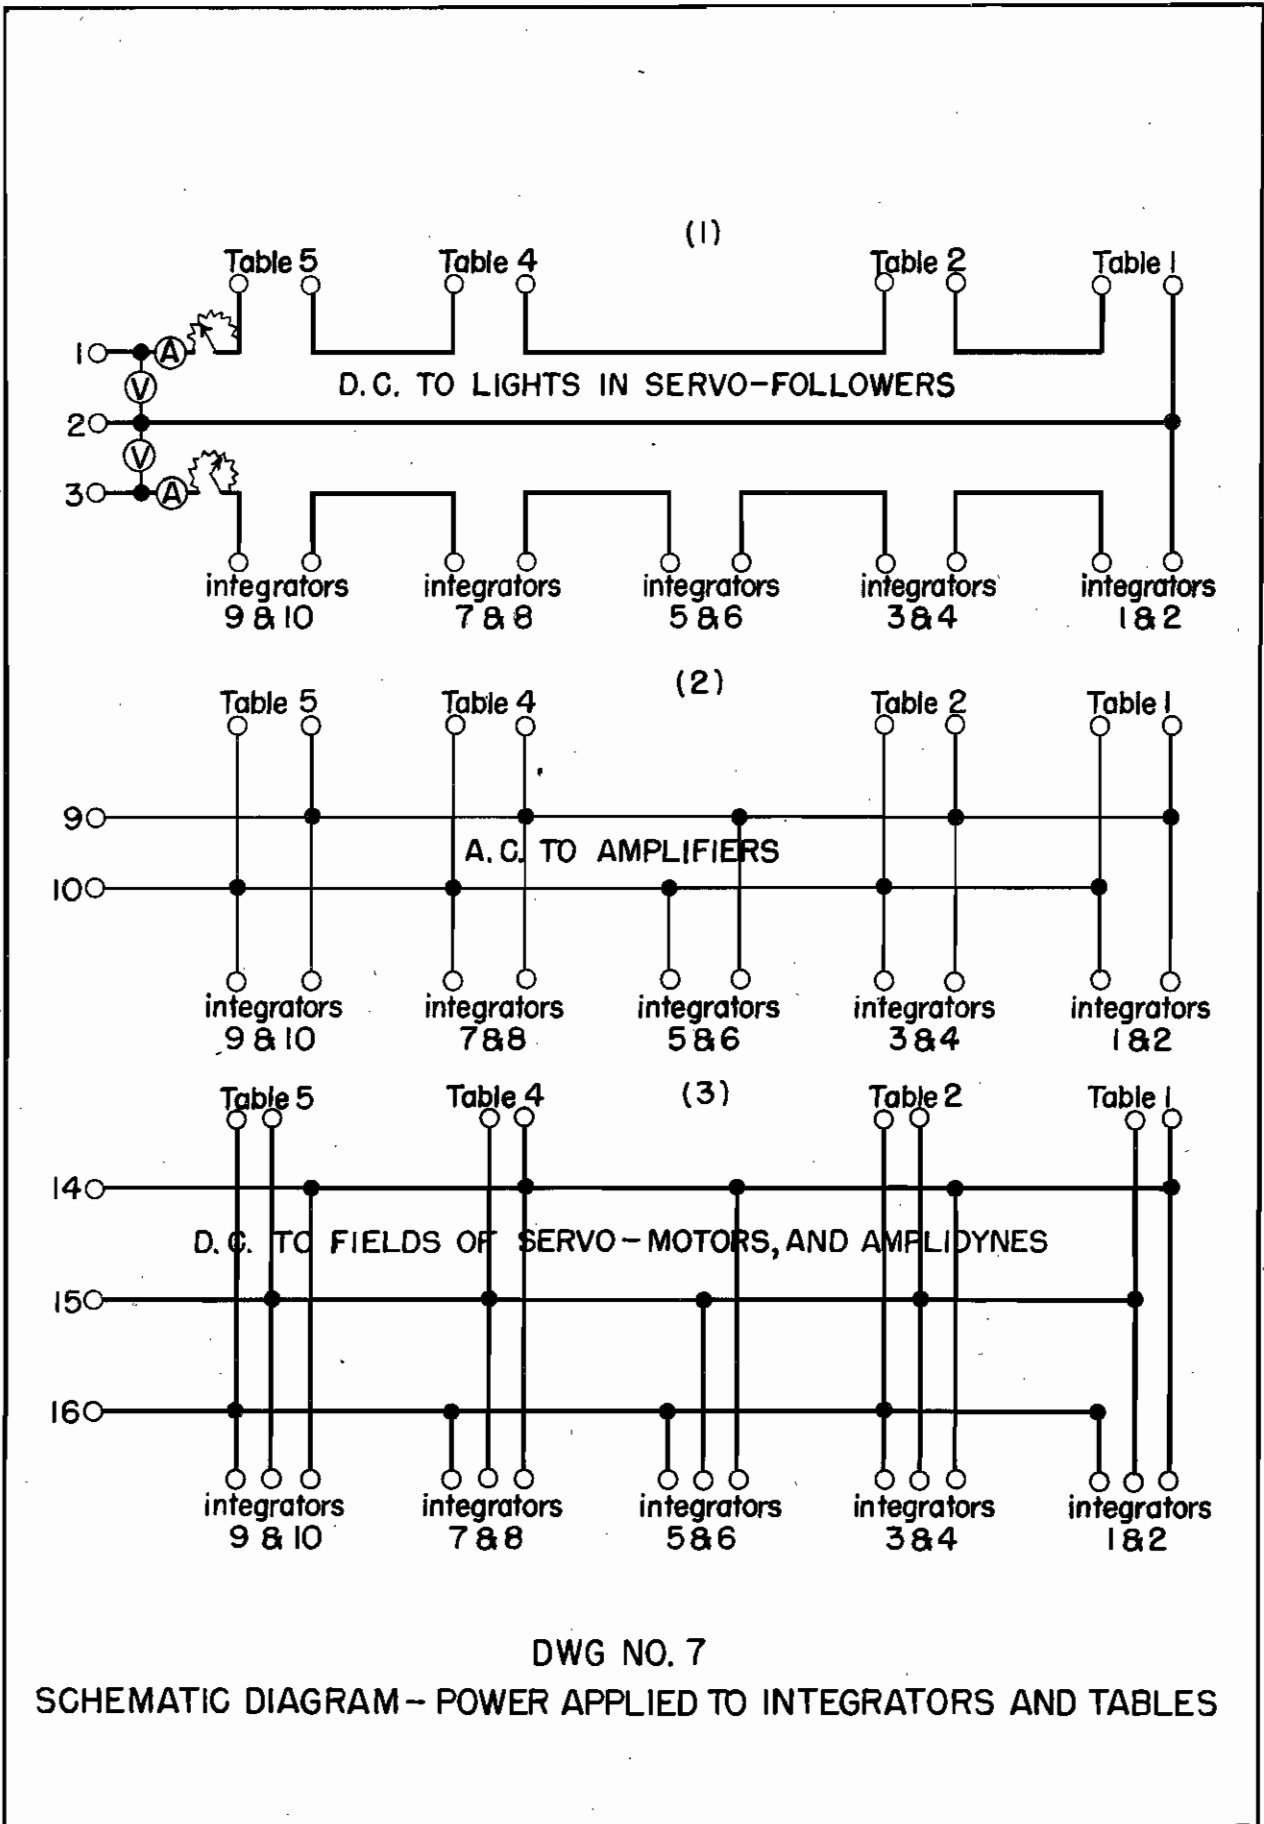 (1)
Table 5 Table 4 Table 2 Table 1
1 A
V
D.C. TO LIGHTS IN SERVO-FOLLOWERS
2
V
3 A
integrators integrators integrators integrators integrators
9 & 10 7 & 8 5 & 6 3 & 4 1 & 2
(2)
Table 5 Table 4 Table 2 Table 1
9
A.C. TO AMPLIFIERS
10
integrators integrators integrators integrators integrators
9 & 10 7 & 8 5 & 6 3 & 4 1 & 2
(3)
Table 5 Table 4 Table 2 Table 1
14
D.C. TO FIELDS OF SERVO-MOTORS, AND AMPLIDYNES
15
16
integrators integrators integrators integrators integrators
9 & 10 7 & 8 5 & 6 3 & 4 1 & 2
DWG NO. 7
SCHEMATIC DIAGRAM - POWER APPLIED TO INTEGRATORS AND TABLES